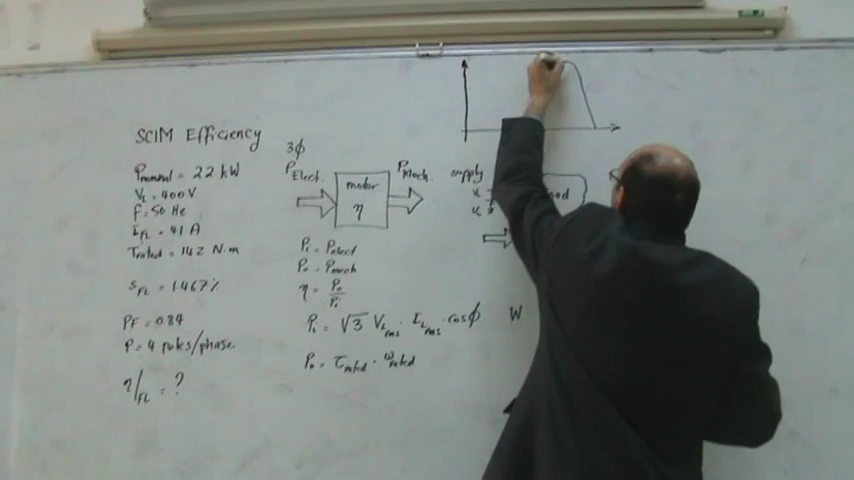 SCIM Efficiency
Pnominal = 22 kW
VL = 400 V
F = 50 Hz
IFL = 41 A
Trated = 142 N.m
SFL = 1.467 %
PF = 0.84
P = 4 poles/phase
η/FL = ?
3φ
PElect.
motor
η
PMech.
Pi = Pelect
Po = Pmech
η = Po/Pi
Pi = √3 VLrms . ILrms . cosϕ W
Po = τrated . ωrated
supply